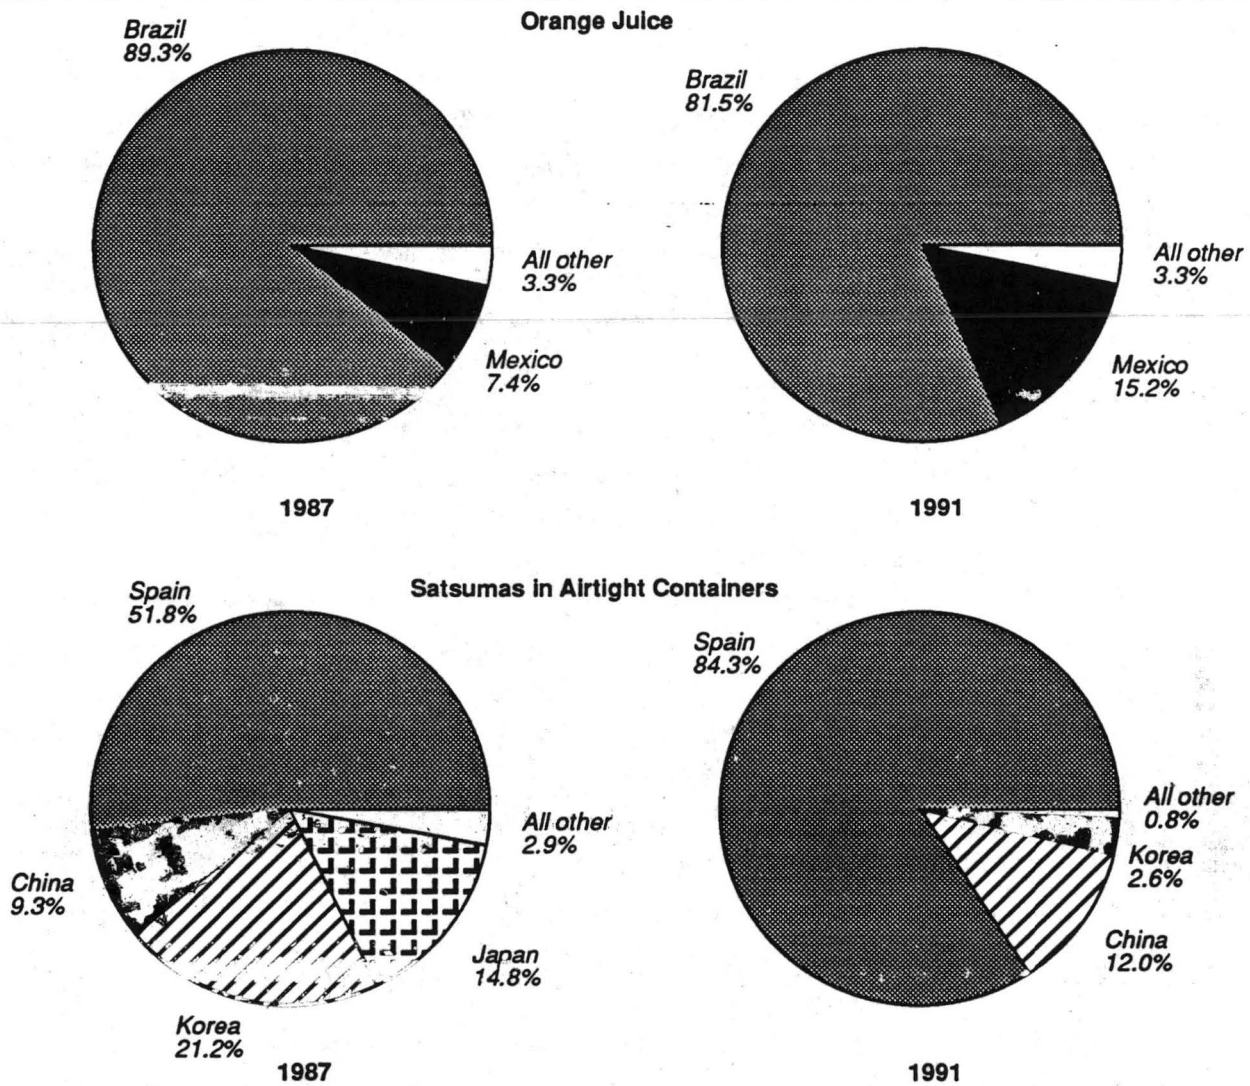 Orange Juice
Brazil
89.3%
All other
3.3%
Mexico
7.4%
1987
Brazil
81.5%
All other
3.3%
Mexico
15.2%
1991
Satsumas in Airtight Containers
Spain
51.8%
All other
2.9%
China
9.3%
Japan
14.8%
Korea
21.2%
1987
Spain
84.3%
All other
0.8%
Korea
2.6%
China
12.0%
1991